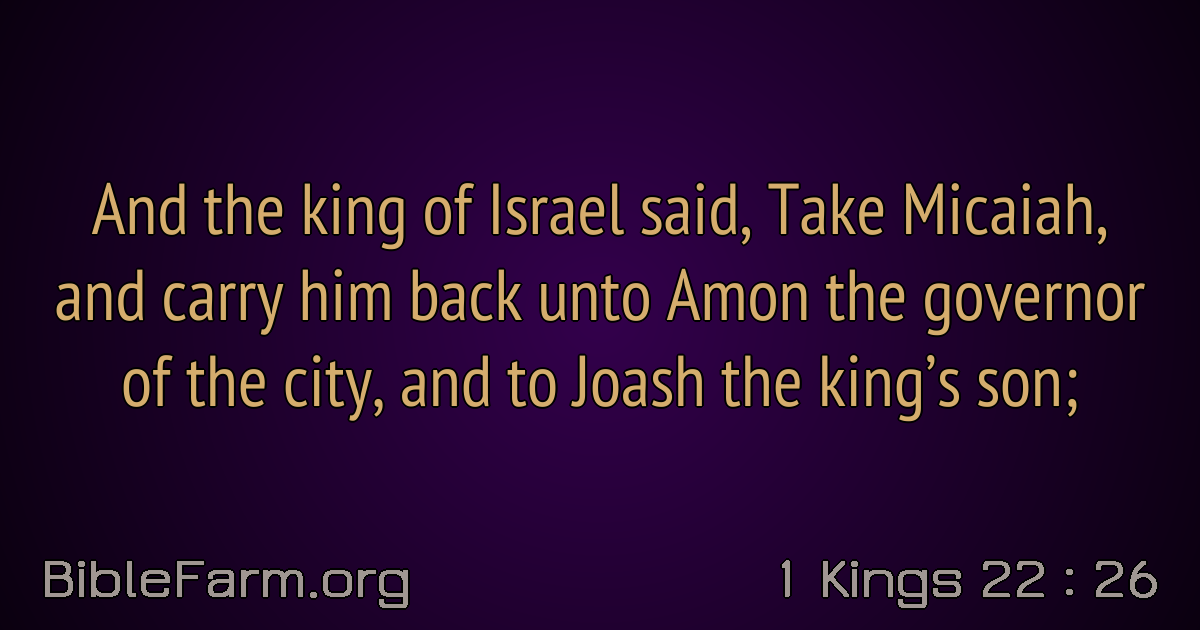 And the king of Israel said, Take Micaiah,
and carry him back unto Amon the governor
of the city, and to Joash the king’s son;
BibleFarm.org
1 Kings 22 : 26